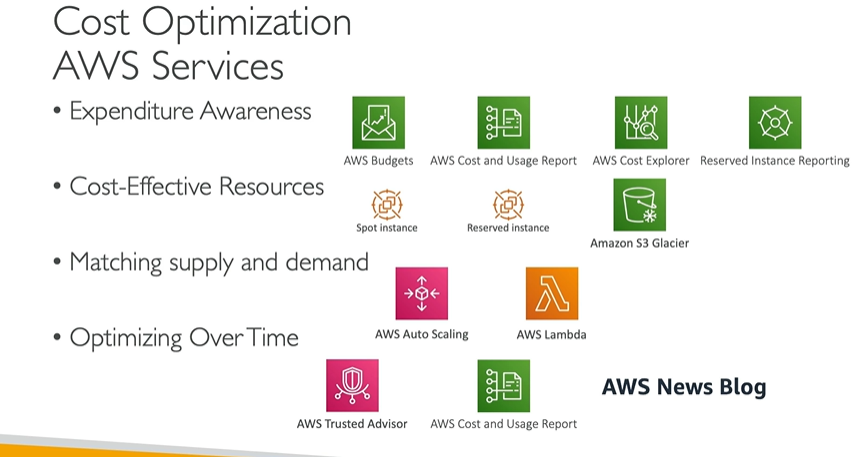 Cost Optimization
AWS Services
• Expenditure Awareness
AWS Budgets
AWS Cost and Usage Report
AWS Cost Explorer
Reserved Instance Reporting
• Cost-Effective Resources
Spot instance
Reserved instance
Amazon S3 Glacier
• Matching supply and demand
AWS Auto Scaling
AWS Lambda
• Optimizing Over Time
AWS Trusted Advisor
AWS Cost and Usage Report
AWS News Blog